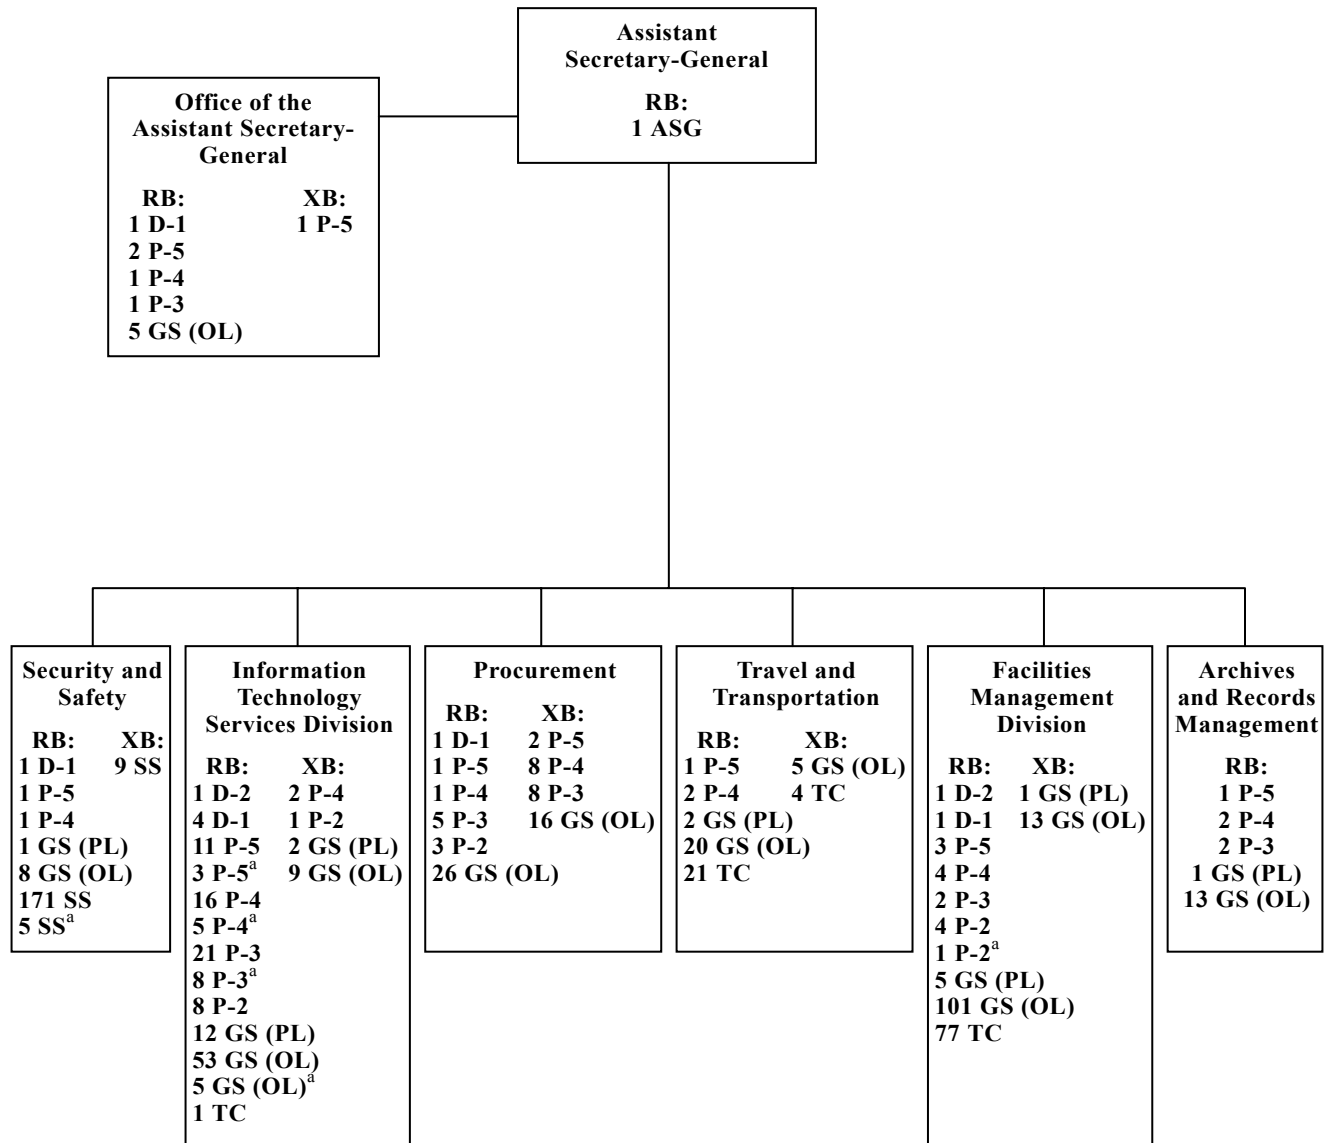 Assistant
Secretary-General
RB:
1 ASG
Office of the
Assistant Secretary-
General
RB: XB:
1 D-1 1 P-5
2 P-5
1 P-4
1 P-3
5 GS (OL)
Security and
Safety
RB: XB:
1 D-1 9 SS
1 P-5
1 P-4
1 GS (PL)
8 GS (OL)
171 SS
5 SSa
Information
Technology
Services Division
RB: XB:
1 D-2 2 P-4
4 D-1 1 P-2
11 P-5 2 GS (PL)
3 P-5a 9 GS (OL)
16 P-4
5 P-4a
21 P-3
8 P-3a
8 P-2
12 GS (PL)
53 GS (OL)
5 GS (OL)a
1 TC
Procurement
RB: XB:
1 D-1 2 P-5
1 P-5 8 P-4
1 P-4 8 P-3
5 P-3 16 GS (OL)
3 P-2
26 GS (OL)
Travel and
Transportation
RB: XB:
1 P-5 5 GS (OL)
2 P-4 4 TC
2 GS (PL)
20 GS (OL)
21 TC
Facilities
Management
Division
RB: XB:
1 D-2 1 GS (PL)
1 D-1 13 GS (OL)
3 P-5
4 P-4
2 P-3
4 P-2
1 P-2a
5 GS (PL)
101 GS (OL)
77 TC
Archives
and Records
Management
RB:
1 P-5
2 P-4
2 P-3
1 GS (PL)
13 GS (OL)